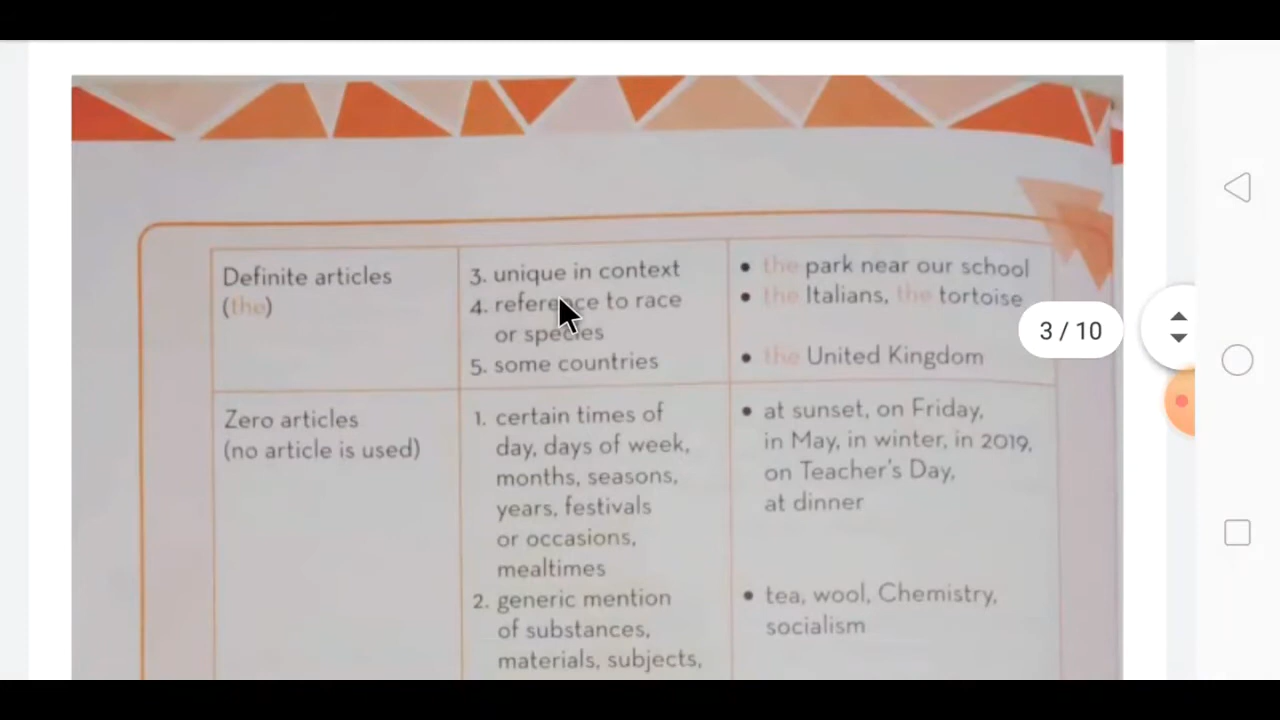 Definite articles
(the)
3. unique in context
4. reference to race
or species
5. some countries
• the park near our school
• the Italians, the tortoise
• the United Kingdom
3 / 10
Zero articles
(no article is used)
1. certain times of
day, days of week,
months, seasons,
years, festivals
or occasions,
mealtimes
2. generic mention
of substances,
materials, subjects,
• at sunset, on Friday,
in May, in winter, in 2019,
on Teacher's Day,
at dinner
• tea, wool, Chemistry,
socialism